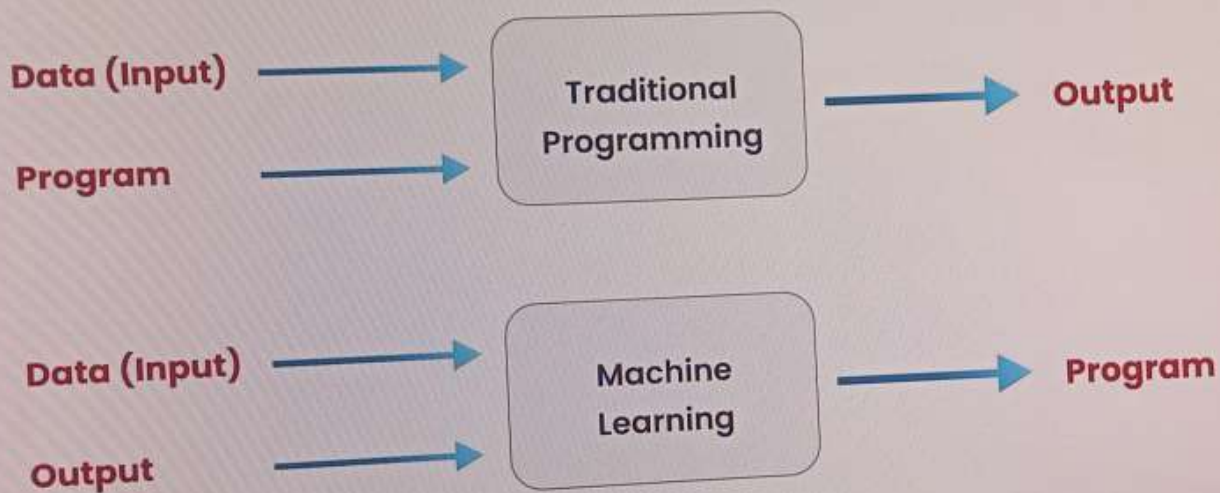 Data (Input)
Program
Traditional
Programming
Output
Data (Input)
Output
Machine
Learning
Program